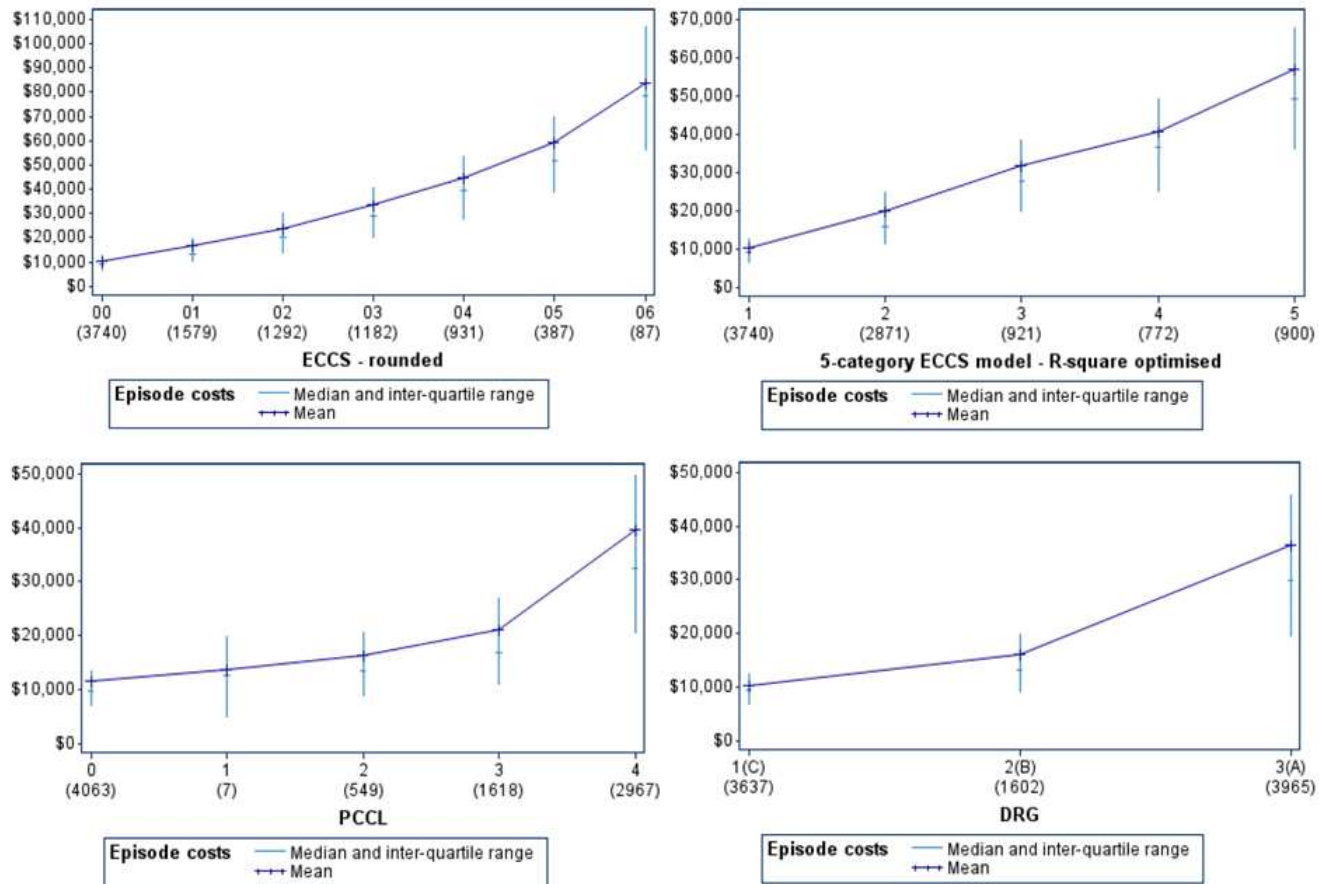 $110,000
$100,000
$90,000
$80,000
$70,000
$60,000
$50,000
$40,000
$30,000
$20,000
$10,000
$0
00 01 02 03 04 05 06
(3740) (1579) (1292) (1182) (931) (387) (87)
ECCS - rounded
Episode costs Median and inter-quartile range
Mean
$70,000
$60,000
$50,000
$40,000
$30,000
$20,000
$10,000
$0
1 2 3 4 5
(3740) (2871) (921) (772) (900)
5-category ECCS model - R-square optimised
Episode costs Median and inter-quartile range
Mean
$50,000
$40,000
$30,000
$20,000
$10,000
$0
0 1 2 3 4
(4063) (7) (549) (1618) (2967)
PCCL
Episode costs Median and inter-quartile range
Mean
$50,000
$40,000
$30,000
$20,000
$10,000
$0
1(C) 2(B) 3(A)
(3637) (1602) (3965)
DRG
Episode costs Median and inter-quartile range
Mean